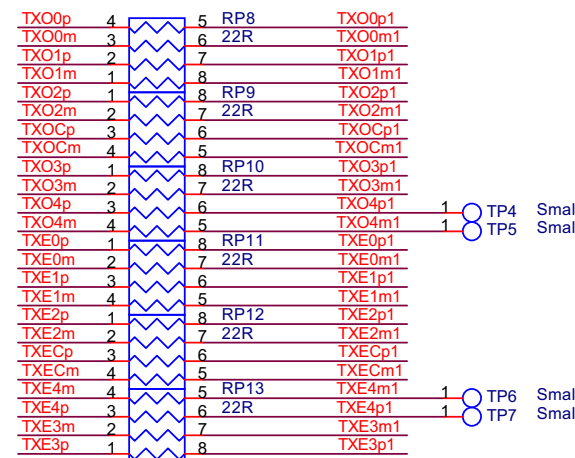 TXO0p 4 5 RP8 TXO0p1
TXO0m 3 6 22R TXO0m1
TXO1p 2 7 TXO1p1
TXO1m 1 8 TXO1m1
TXO2p 1 8 RP9 TXO2p1
TXO2m 2 7 22R TXO2m1
TXOCp 3 6 TXOCp1
TXOCm 4 5 TXOCm1
TXO3p 1 8 RP10 TXO3p1
TXO3m 2 7 22R TXO3m1
TXO4p 3 6 TXO4p1 1 TP4 Smal
TXO4m 4 5 TXO4m1 1 TP5 Smal
TXE0p 1 8 RP11 TXE0p1
TXE0m 2 7 22R TXE0m1
TXE1p 3 6 TXE1p1
TXE1m 4 5 TXE1m1
TXE2p 1 8 RP12 TXE2p1
TXE2m 2 7 22R TXE2m1
TXECp 3 6 TXECp1
TXECm 4 5 TXECm1
TXE4m 4 5 RP13 TXE4m1 1 TP6 Smal
TXE4p 3 6 22R TXE4p1 1 TP7 Smal
TXE3m 2 7 TXE3m1
TXE3p 1 8 TXE3p1